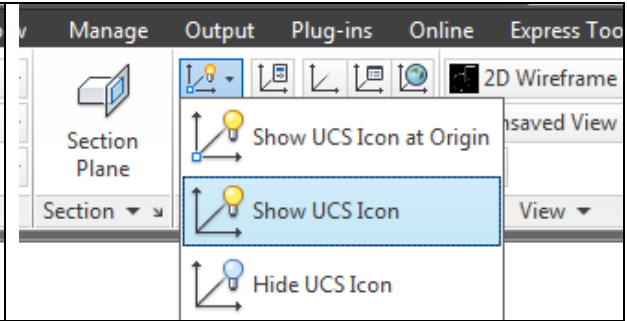 Manage Output Plug-ins Online Express Too
2D Wireframe
Show UCS Icon at Origin
nsaved View
Section
Plane
Show UCS Icon
Section
View
Hide UCS Icon